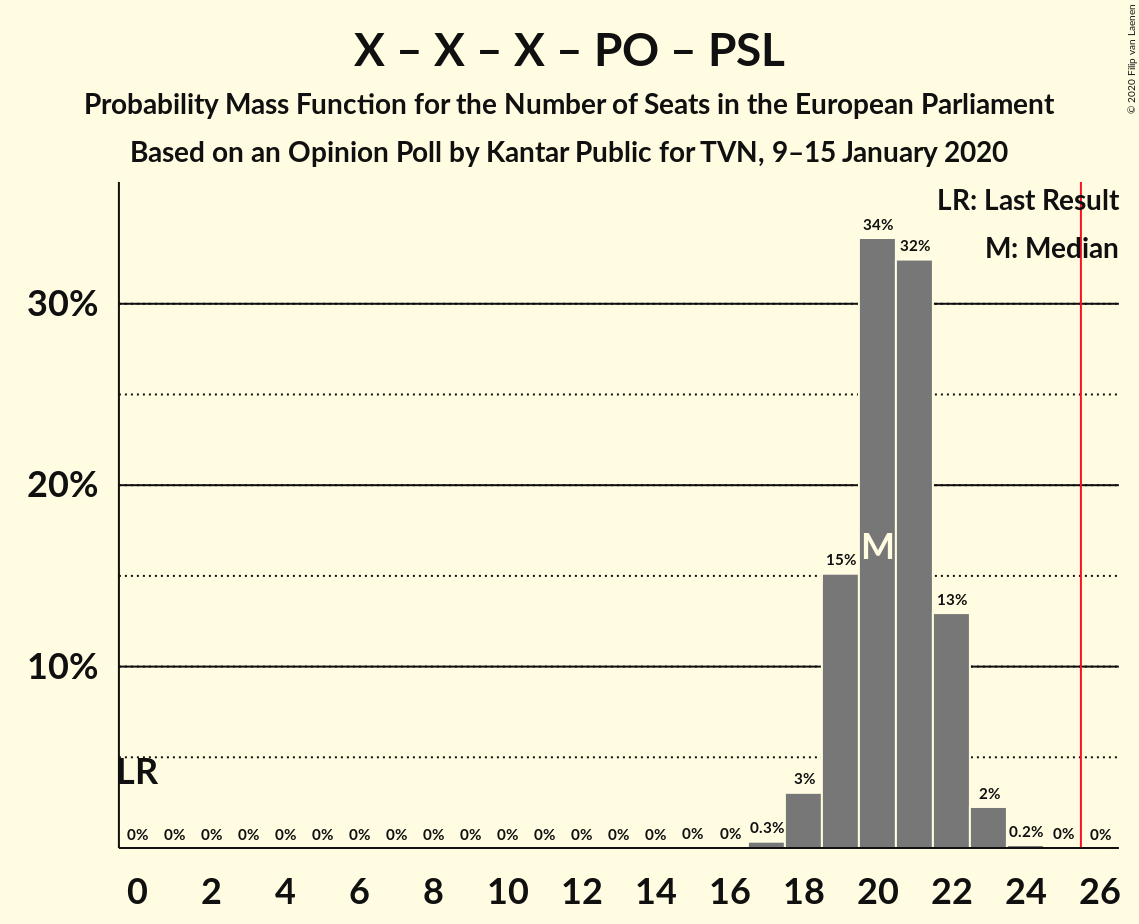 X – X – X – PO – PSL
Probability Mass Function for the Number of Seats in the European Parliament
Based on an Opinion Poll by Kantar Public for TVN, 9–15 January 2020
© 2020 Filip van Laenen
LR: Last Result
M: Median
34%
32%
30%
20%
M
15%
13%
10%
LR
3%
2%
0% 0% 0% 0% 0% 0% 0% 0% 0% 0% 0% 0% 0% 0% 0% 0% 0% 0.3% 0.2% 0% 0%
0 2 4 6 8 10 12 14 16 18 20 22 24 26